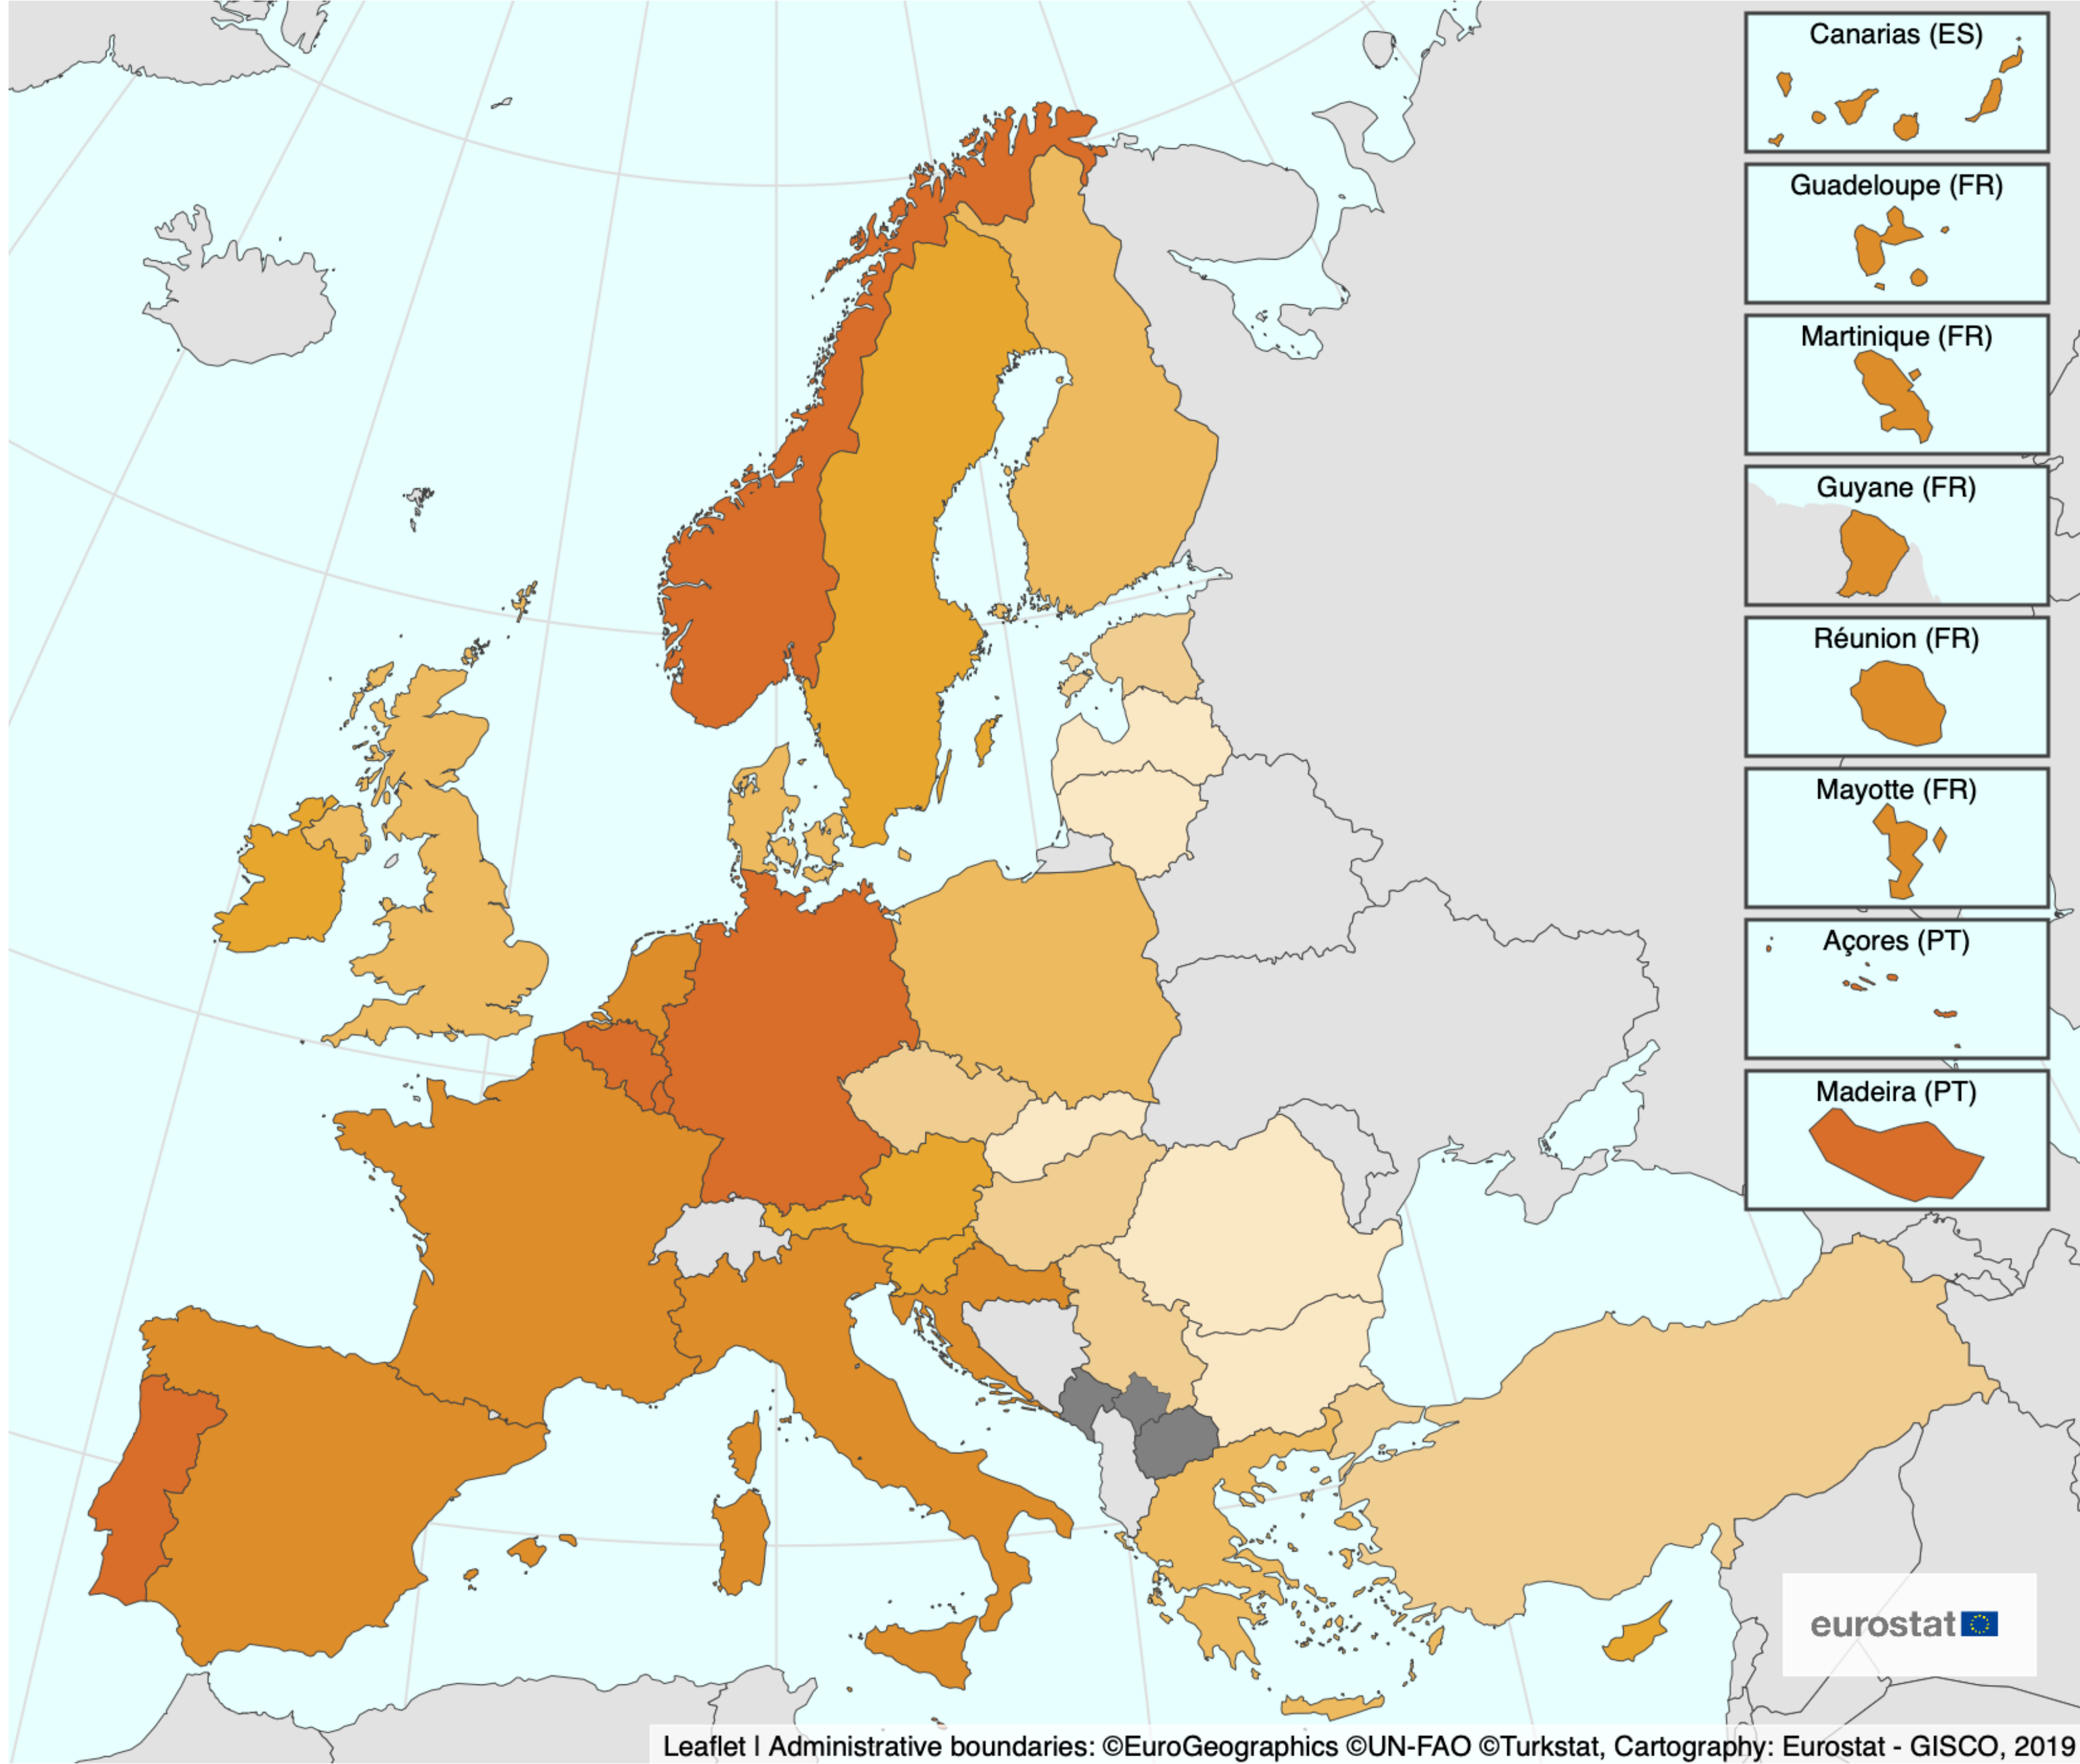 Canarias (ES)
Guadeloupe (FR)
Martinique (FR)
Guyane (FR)
Réunion (FR)
Mayotte (FR)
Açores (PT)
Madeira (PT)
eurostat
Leaflet | Administrative boundaries: ©EuroGeographics ©UN-FAO ©Turkstat, Cartography: Eurostat - GISCO, 2019